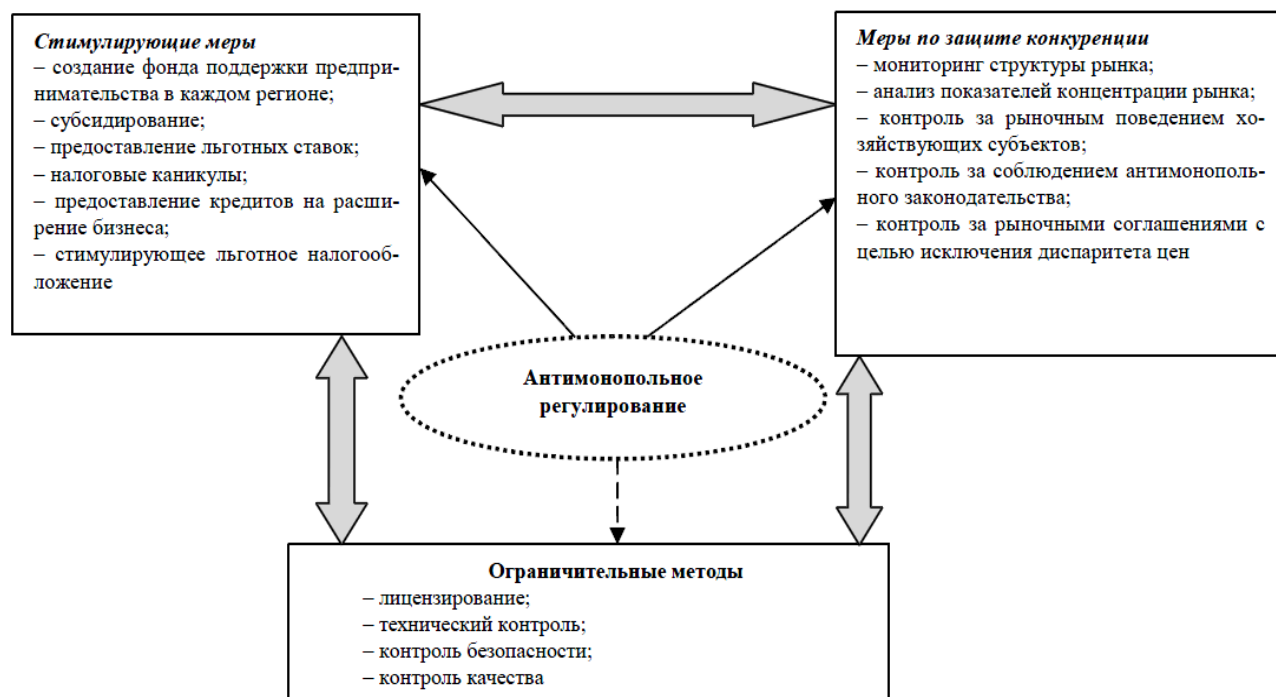 Стимулирующие меры
– создание фонда поддержки предпри-
нимательства в каждом регионе;
– субсидирование;
– предоставление льготных ставок;
– налоговые каникулы;
– предоставление кредитов на расши-
рение бизнеса;
– стимулирующее льготное налогооб-
ложение
Меры по защите конкуренции
– мониторинг структуры рынка;
– анализ показателей концентрации рынка;
– контроль за рыночным поведением хо-
зяйствующих субъектов;
– контроль за соблюдением антимонополь-
ного законодательства;
– контроль за рыночными соглашениями с
целью исключения диспаритета цен
Антимонопольное
регулирование
Ограничительные методы
– лицензирование;
– технический контроль;
– контроль безопасности;
– контроль качества